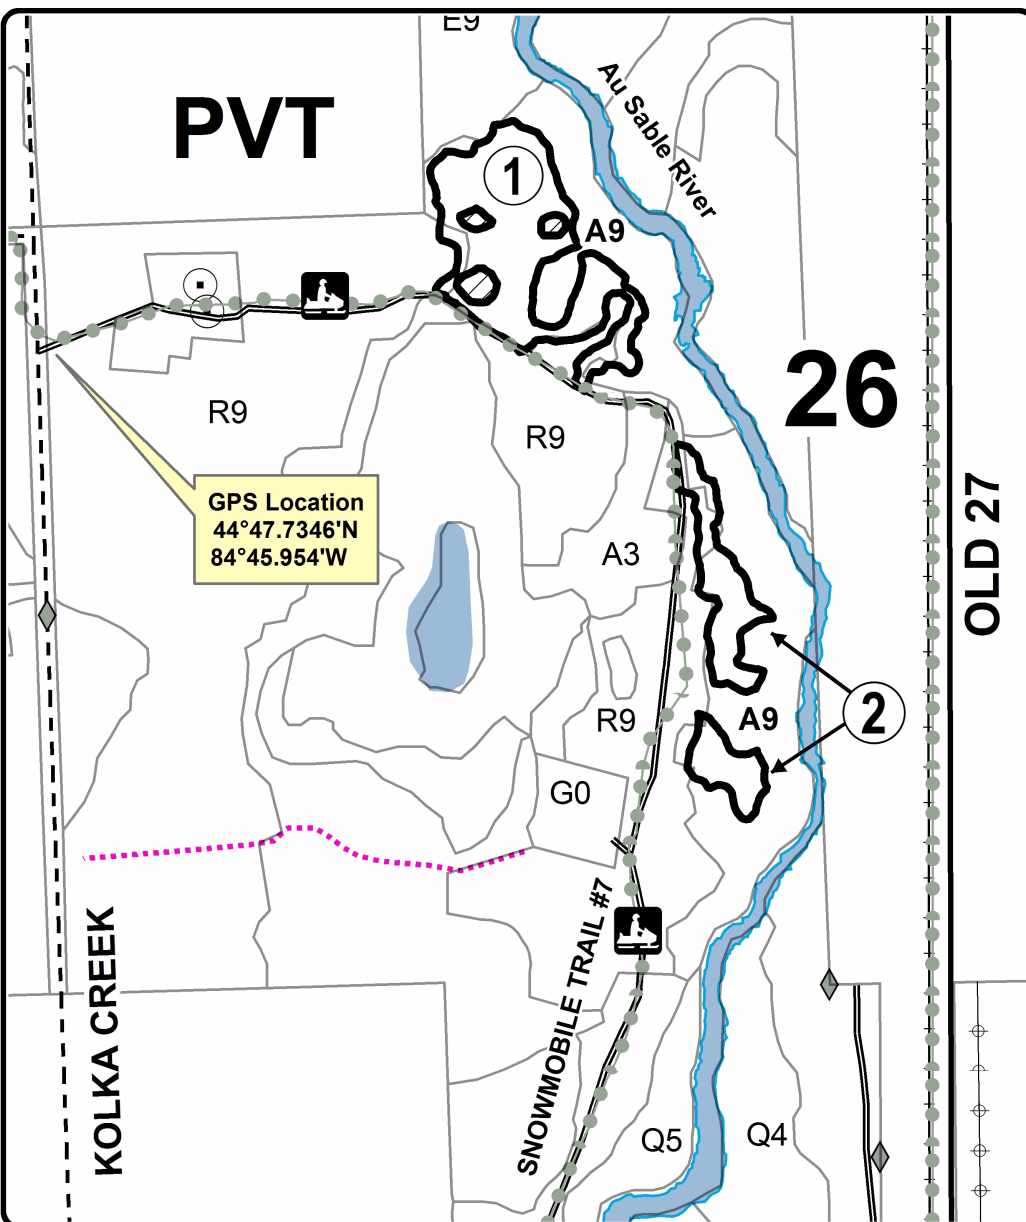 E9
PVT
Au Sable River
1
A9
26
R9
R9
GPS Location
44°47.7346'N
84°45.954'W
OLD 27
A3
2
R9
A9
G0
SNOWMOBILE TRAIL #7
KOLKA CREEK
Q5
Q4